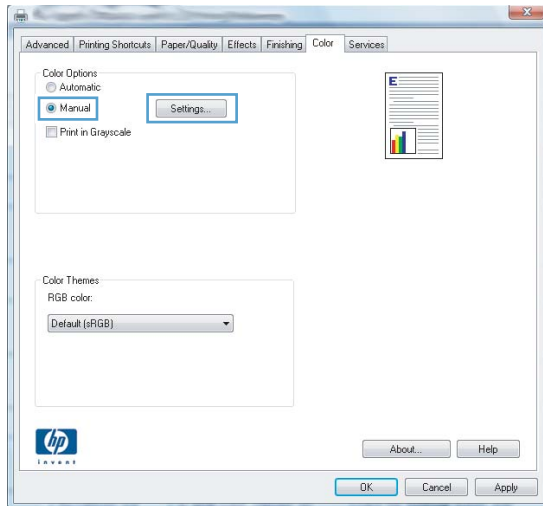 Advanced Printing Shortcuts Paper/Quality Effects Finishing Color Services
Color Options
Automatic
Manual
Settings...
Print in Grayscale
E
Color Themes
RGB color:
Default (sRGB)
hp
invent
About...
Help
OK
Cancel
Apply